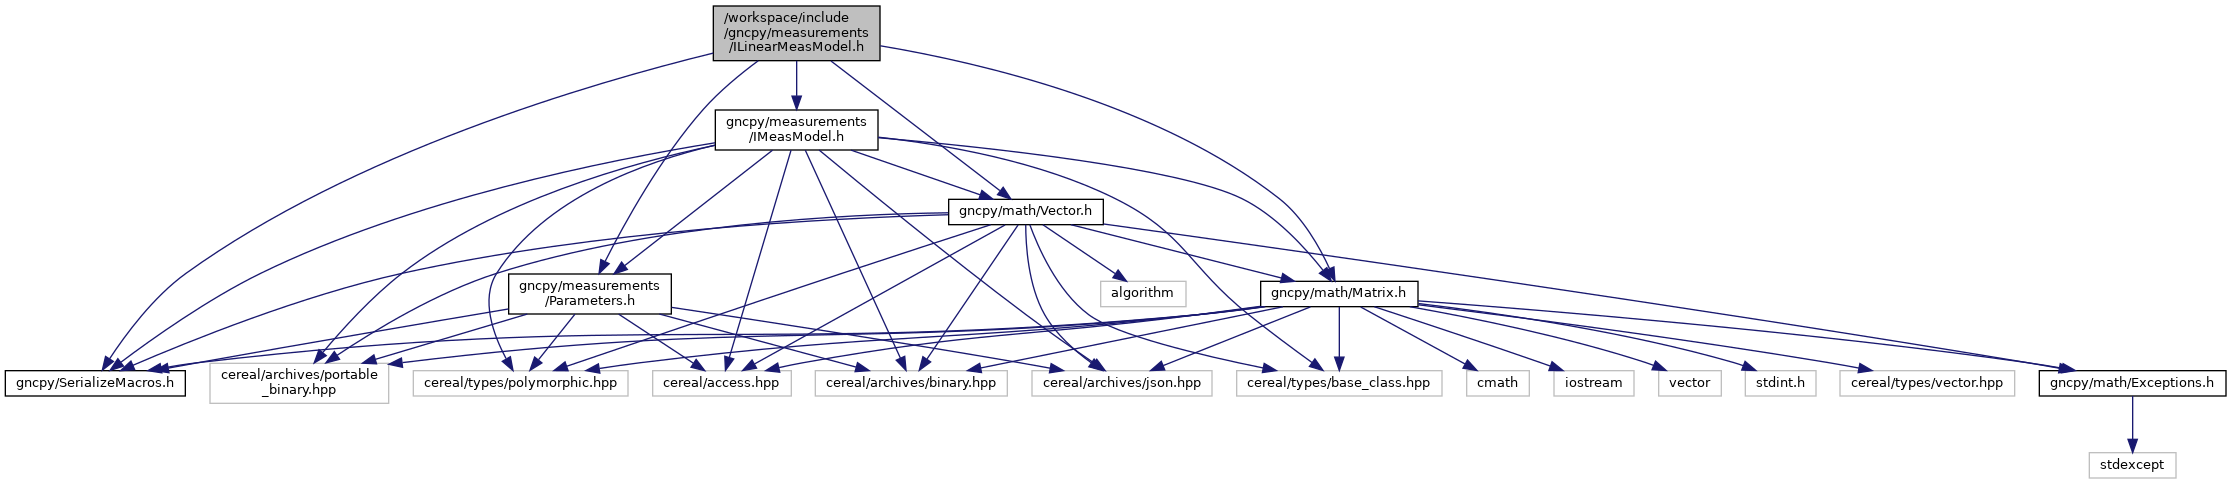 /workspace/include
/gncpy/measurements
/ILinearMeasModel.h
gncpy/measurements
/IMeasModel.h
gncpy/math/Vector.h
gncpy/measurements
/Parameters.h
algorithm
gncpy/math/Matrix.h
gncpy/SerializeMacros.h
cereal/archives/portable
_binary.hpp
cereal/types/polymorphic.hpp
cereal/access.hpp
cereal/archives/binary.hpp
cereal/archives/json.hpp
cereal/types/base_class.hpp
cmath
iostream
vector
stdint.h
cereal/types/vector.hpp
gncpy/math/Exceptions.h
stdexcept